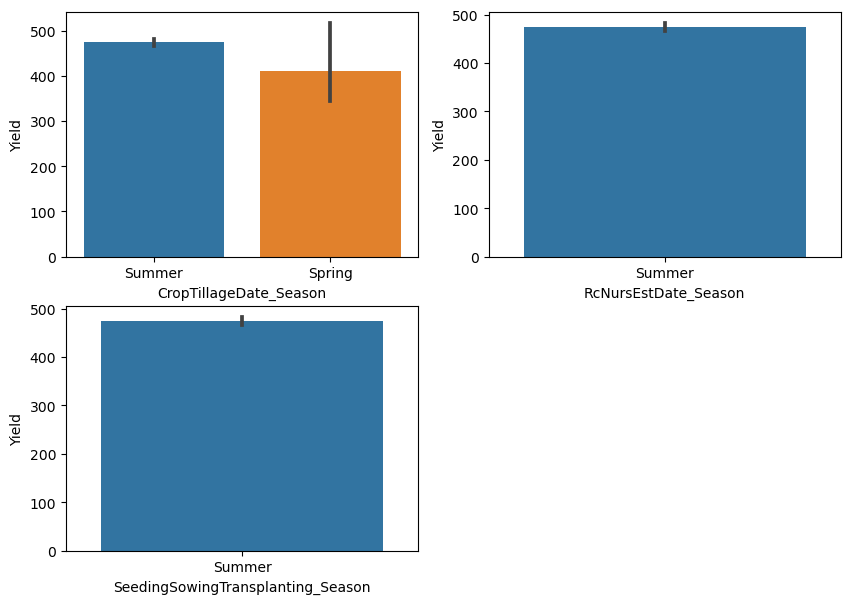 Yield
500
400
300
200
100
0
Summer Spring
CropTillageDate_Season
Yield
500
400
300
200
100
0
Summer
RcNursEstDate_Season
Yield
500
400
300
200
100
0
Summer
SeedingSowingTransplanting_Season